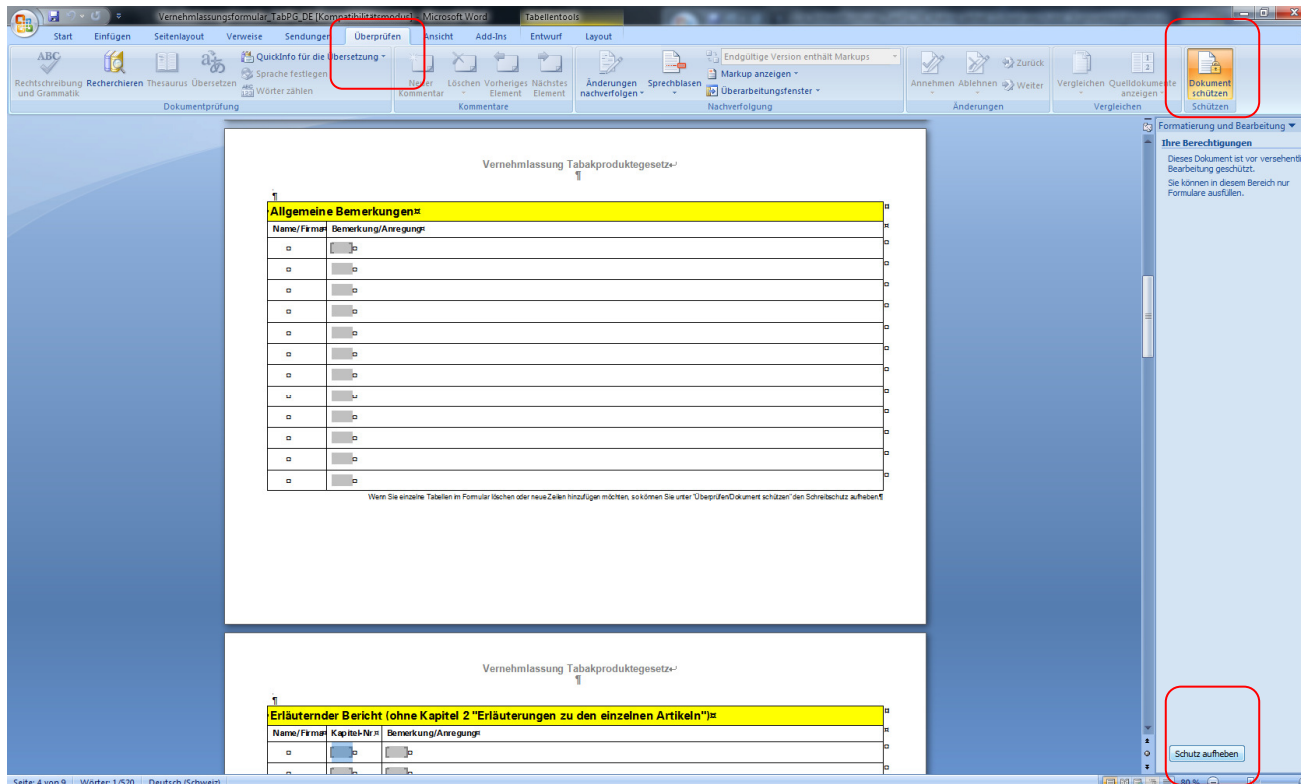 Vernehmlassungsformular_TabPG_DE [Kompatibilitätsmodus] - Microsoft Word
Tabellentools
Start Einfügen Seitenlayout Verweise Sendungen Überprüfen Ansicht Add-Ins Entwurf Layout
ABC
Rechtschreibung und Grammatik
Recherchieren
Thesaurus
Übersetzen
QuickInfo für die Übersetzung
Sprache festlegen
Wörter zählen
Dokumentprüfung
Neuer Kommentar
Löschen
Vorheriges Element
Nächstes Element
Kommentare
Änderungen nachverfolgen
Sprechblasen
Endgültige Version enthält Markups
Markup anzeigen
Überarbeitungsfenster
Nachverfolgung
Annehmen
Ablehnen
Zurück
Weiter
Änderungen
Vergleichen
Quelldokumente anzeigen
Vergleichen
Dokument schützen
Schützen
Formatierung und Bearbeitung
Ihre Berechtigungen
Dieses Dokument ist vor
Bearbeitung geschützt.
Sie können in diesem Bereich nur
Formulare ausfüllen.
Vernehmlassung Tabakproduktegesetz↵
¶
¶
Allgemeine Bemerkungen¤
Name/Firma¤ Bemerkung/Anregung¤
Wenn Sie einzelne Tabellen im Formular löschen oder neue Zeilen hinzufügen möchten, so können Sie unter "Überprüfen/Dokument schützen" den Schreibschutz aufheben¶
Vernehmlassung Tabakproduktegesetz↵
¶
¶
Erläuternder Bericht (ohne Kapitel 2 "Erläuterungen zu den einzelnen Artikeln")¤
Name/Firma¤ Kapitel-Nr.¤ Bemerkung/Anregung¤
Schutz aufheben
Seite: 4 von 9 Wörter: 1/520 Deutsch (Schweiz)
80 %